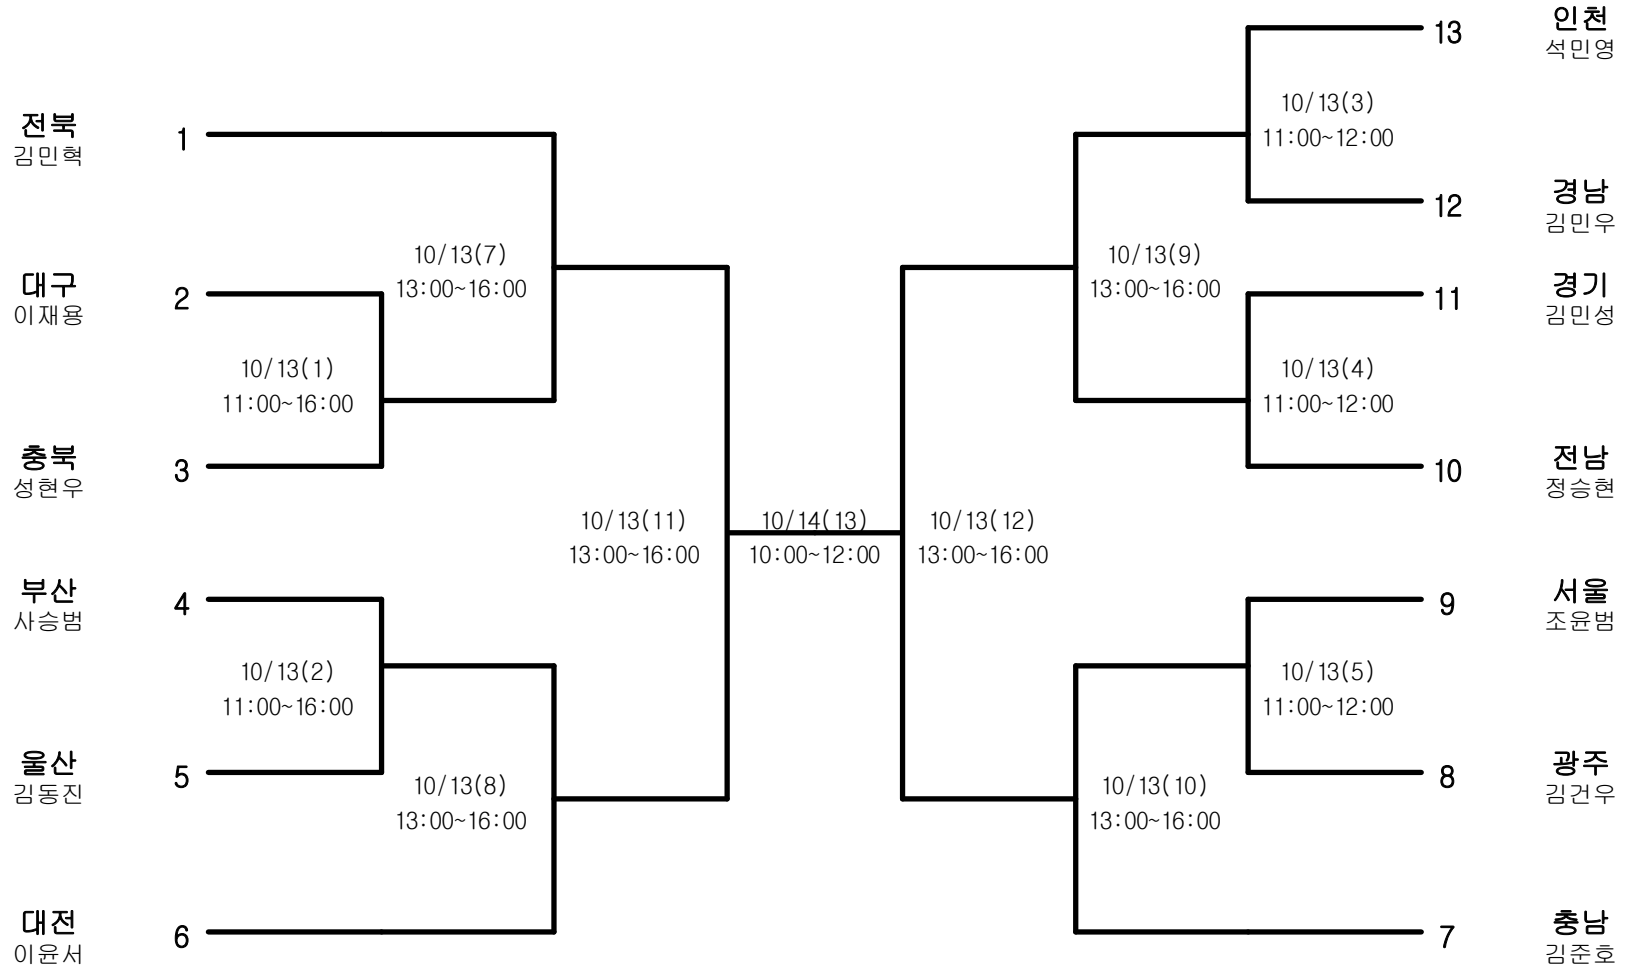 13
인천
석민영
10/13(3)
11:00~12:00
전북
김민혁
1
12
경남
김민우
10/13(7)
13:00~16:00
10/13(9)
13:00~16:00
대구
이재용
2
11
경기
김민성
10/13(1)
11:00~16:00
10/13(4)
11:00~12:00
충북
성현우
3
10
전남
정승현
10/13(11)
13:00~16:00
10/14(13)
10:00~12:00
10/13(12)
13:00~16:00
부산
사승범
4
9
서울
조윤범
10/13(2)
11:00~16:00
10/13(5)
11:00~12:00
울산
김동진
5
8
광주
김건우
10/13(8)
13:00~16:00
10/13(10)
13:00~16:00
대전
이윤서
6
7
충남
김준호